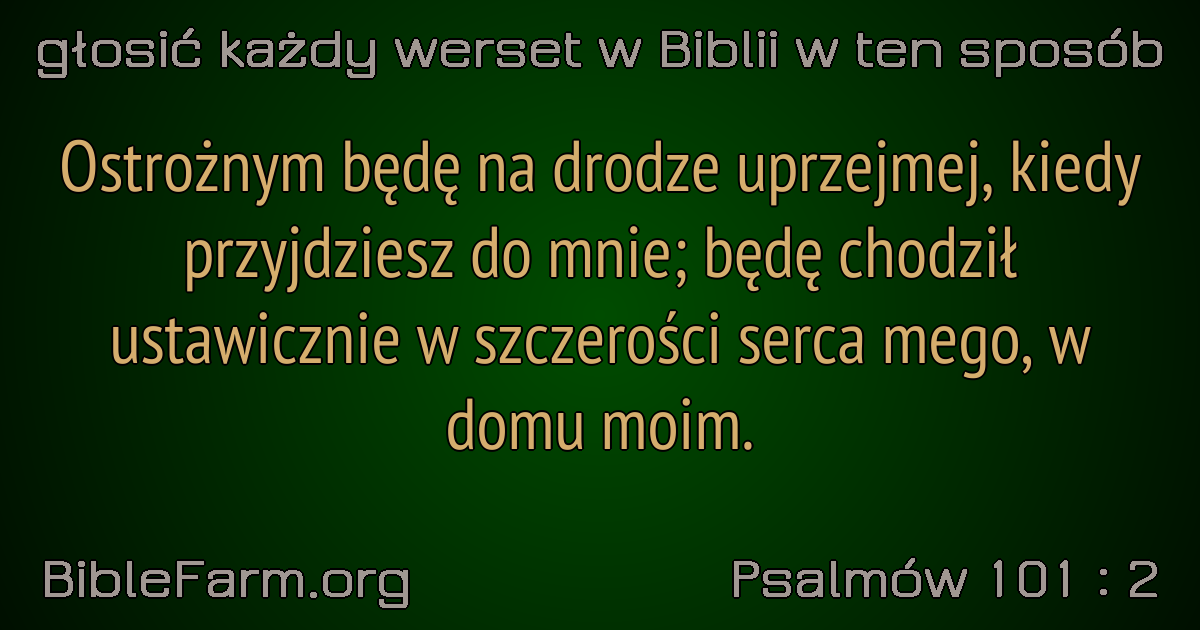 głosić każdy werset w Biblii w ten sposób
Ostrożnym będę na drodze uprzejmej, kiedy
przyjdziesz do mnie; będę chodził
ustawicznie w szczerości serca mego, w
domu moim.
BibleFarm.org
Psalmów 101 : 2